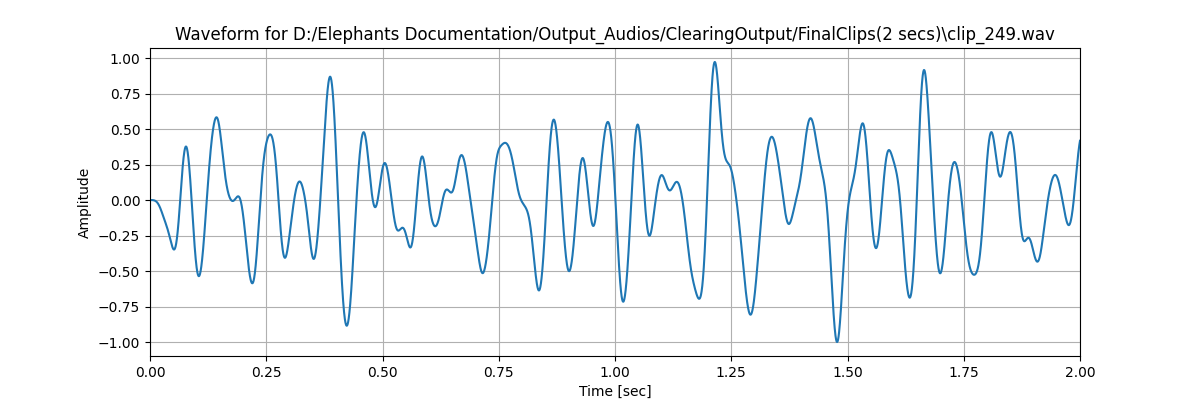 Waveform for D:/Elephants Documentation/Output_Audios/ClearingOutput/FinalClips(2 secs)\clip_249.wav
1.00
0.75
0.50
0.25
0.00
−0.25
−0.50
−0.75
−1.00
Amplitude
0.00 0.25 0.50 0.75 1.00 1.25 1.50 1.75 2.00
Time [sec]